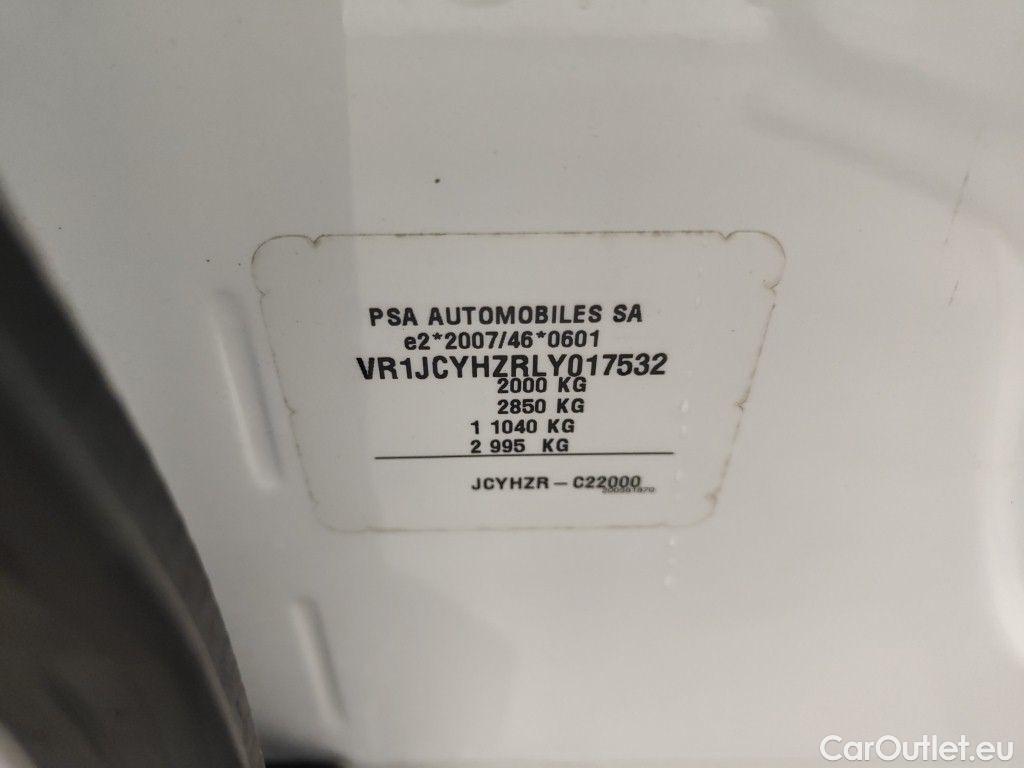 PSA AUTOMOBILES SA
e2*2007/46*0601
VR1JCYHZRLY017532
2000 KG
2850 KG
1 1040 KG
2 995 KG
JCYHZR – C22000
CarOutlet.eu